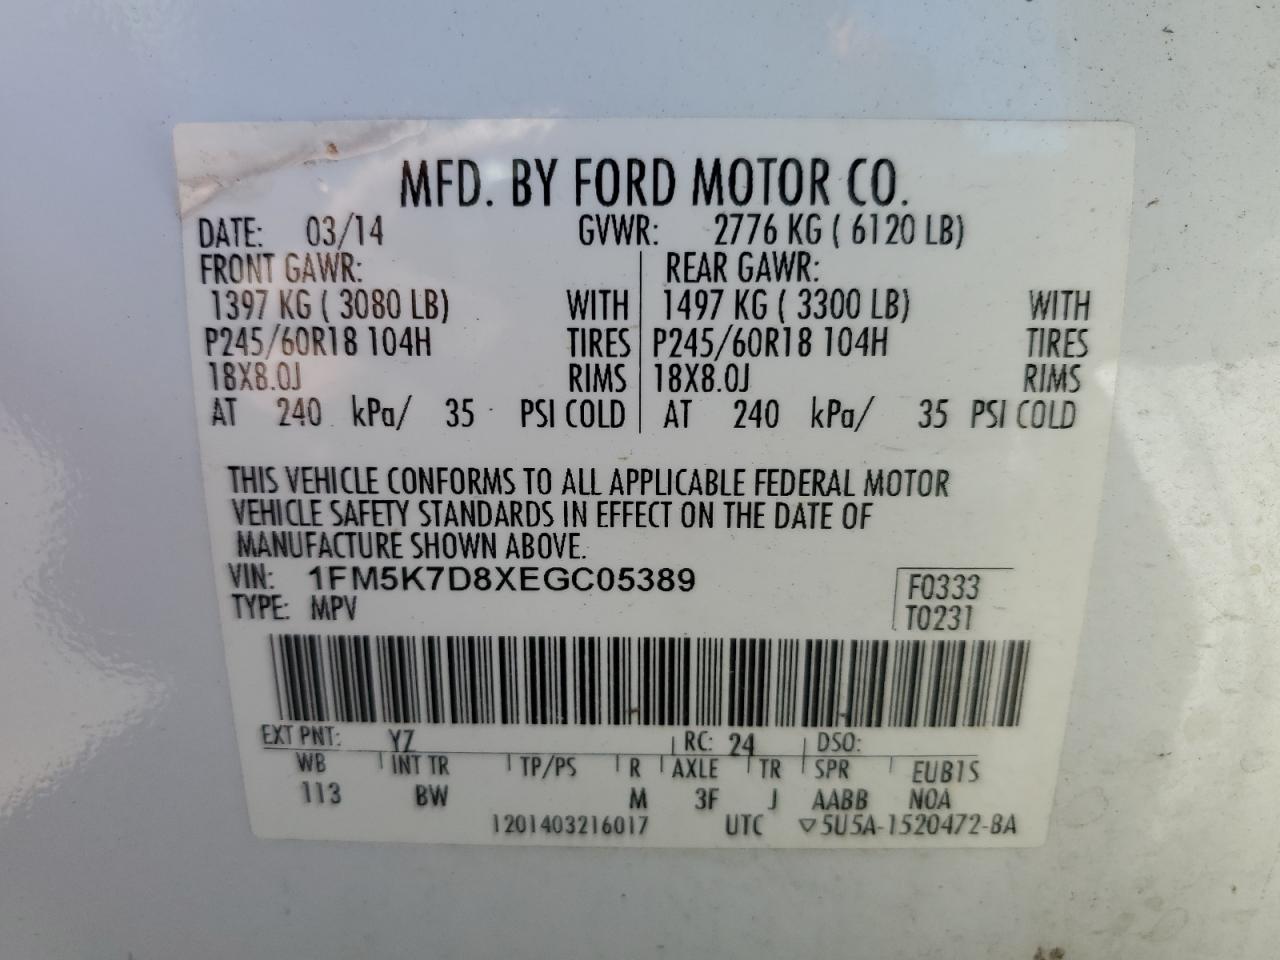 MFD. BY FORD MOTOR CO.
DATE: 03/14 GVWR: 2776 KG ( 6120 LB)
FRONT GAWR: REAR GAWR:
1397 KG ( 3080 LB) WITH 1497 KG ( 3300 LB) WITH
P245/60R18 104H TIRES P245/60R18 104H TIRES
18X8.0J RIMS 18X8.0J RIMS
AT 240 kPa/ 35 PSI COLD AT 240 kPa/ 35 PSI COLD
THIS VEHICLE CONFORMS TO ALL APPLICABLE FEDERAL MOTOR
VEHICLE SAFETY STANDARDS IN EFFECT ON THE DATE OF
MANUFACTURE SHOWN ABOVE.
VIN: 1FM5K7D8XEGC05389 F0333
TYPE: MPV T0231
EXT PNT: YZ RC: 24 DSO:
WB INT TR TP/PS R AXLE TR SPR EUB1S
113 BW M 3F J AABB NOA
1201403216017 UTC ▽5U5A-1520472-BA